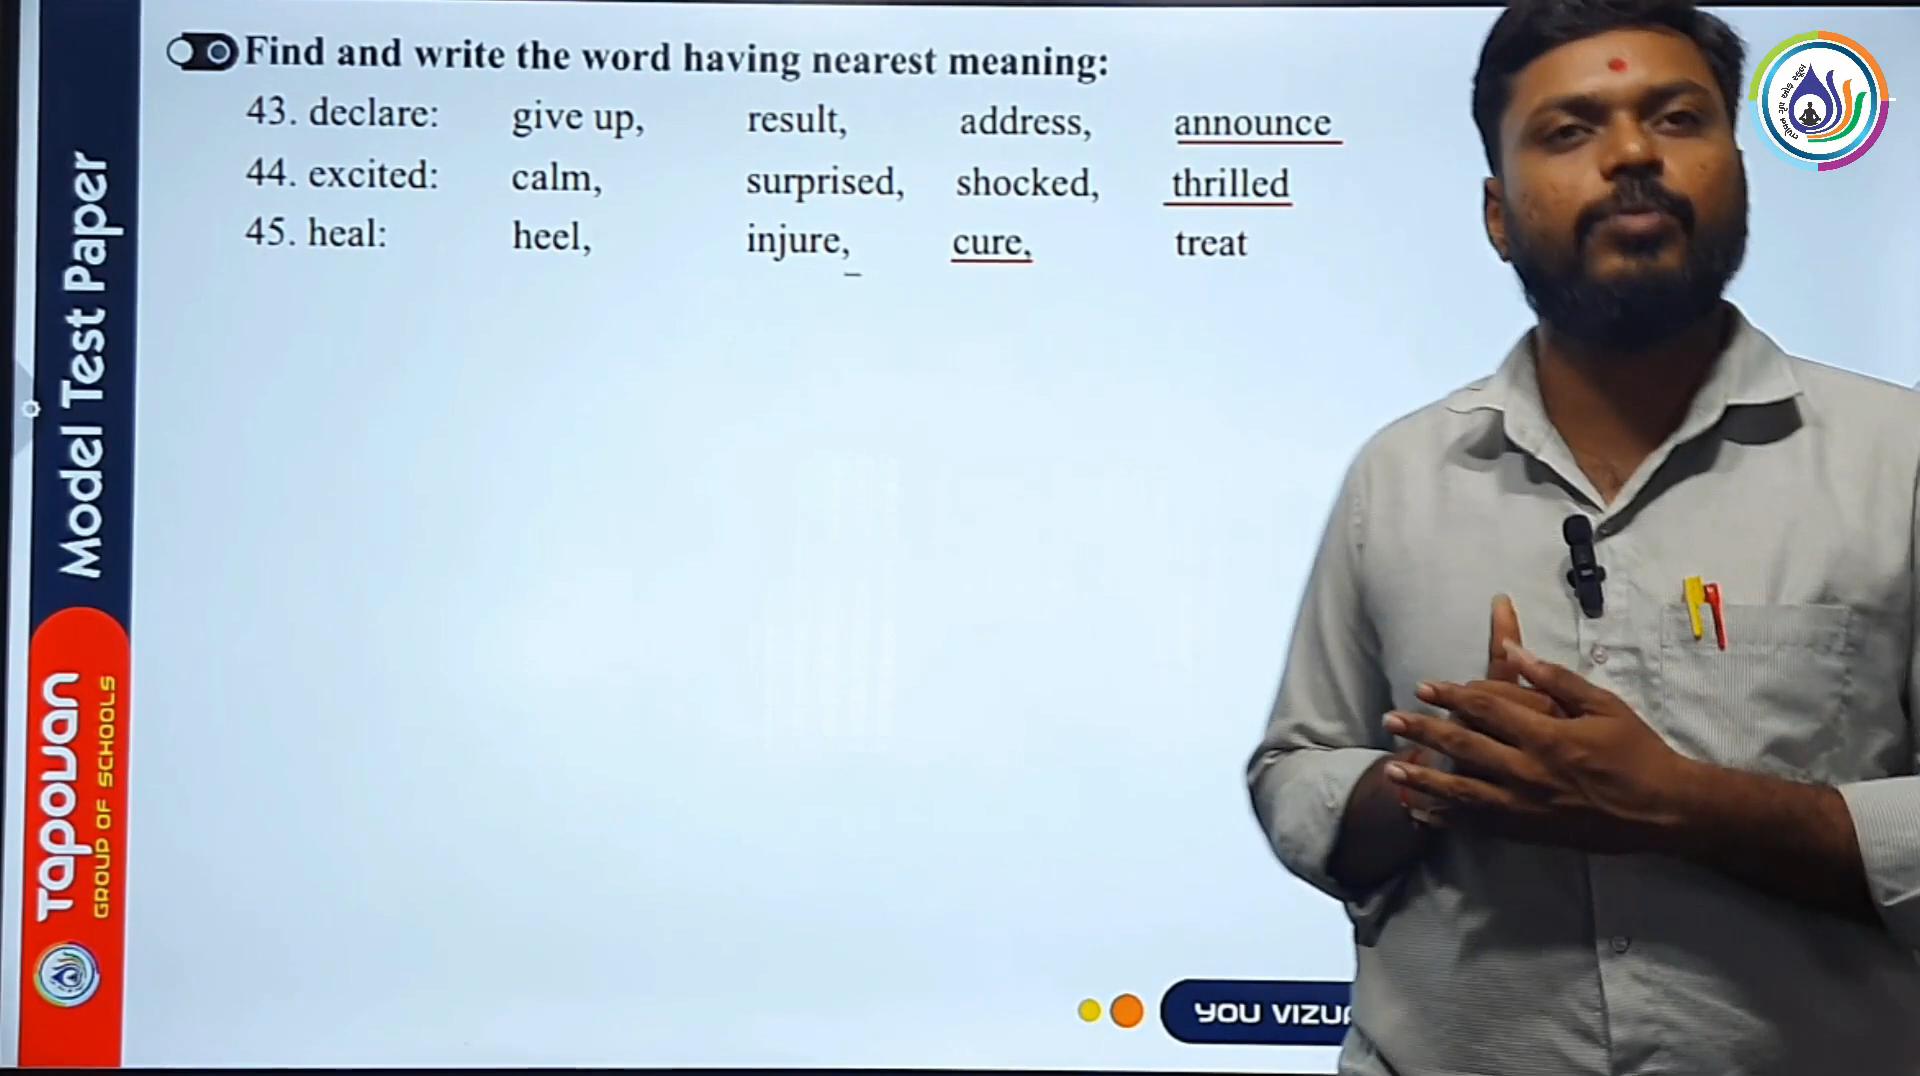 Find and write the word having nearest meaning:
43. declare: give up, result, address, announce
44. excited: calm, surprised, shocked, thrilled
45. heal: heel, injure, cure, treat
Model Test Paper
TAPOVAN
GROUP OF SCHOOLS
YOU VIZUA